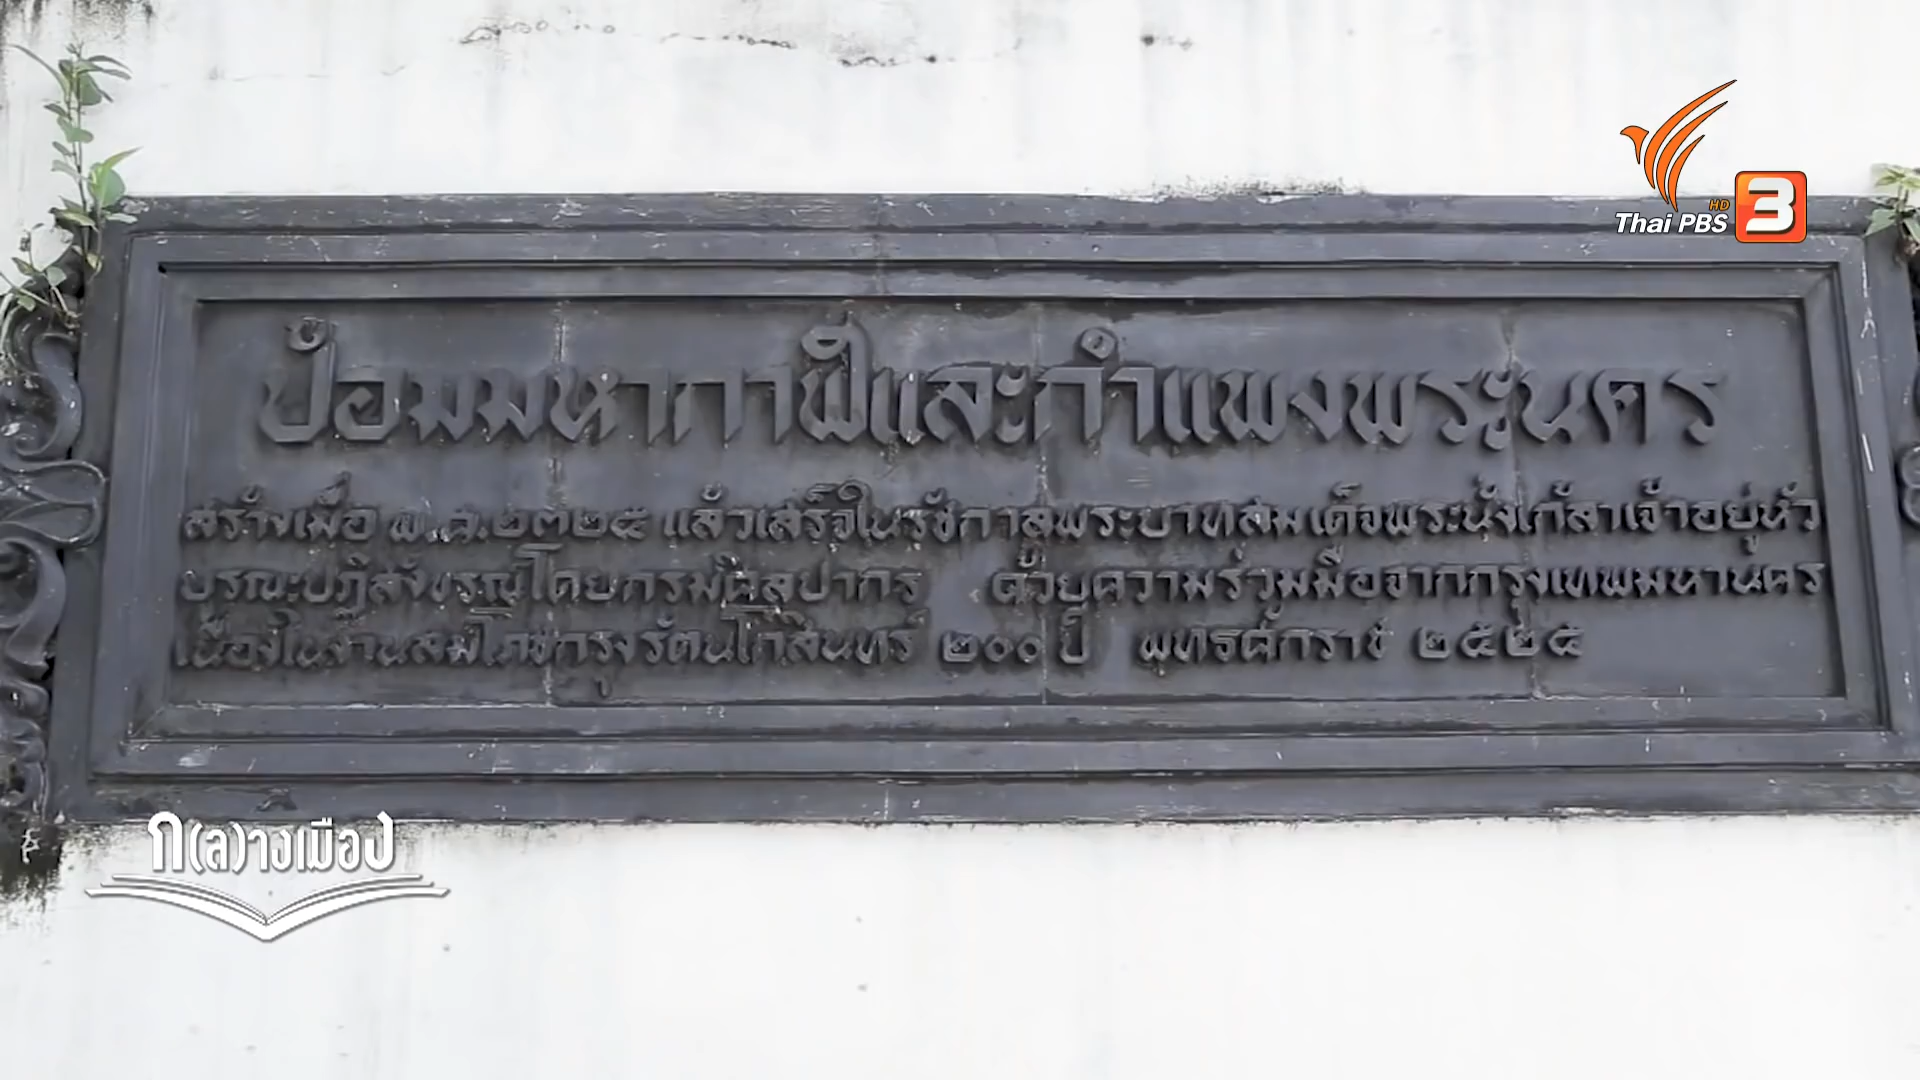 Thai PBS HD 3
ป้อมมหากาฬและกำแพงพระนคร
สร้างเมื่อ พ.ศ.๒๓๒๕ แล้วเสร็จในรัชกาลพระบาทสมเด็จพระนั่งเกล้าเจ้าอยู่หัว
บูรณะปฏิสังขรณ์โดยกรมศิลปากร ด้วยความร่วมมือจากกรุงเทพมหานคร
เนื่องในงานสมโภชกรุงรัตนโกสินทร์ ๒๐๐ ปี พุทธศักราช ๒๕๒๕
ก(ล)างเมือง